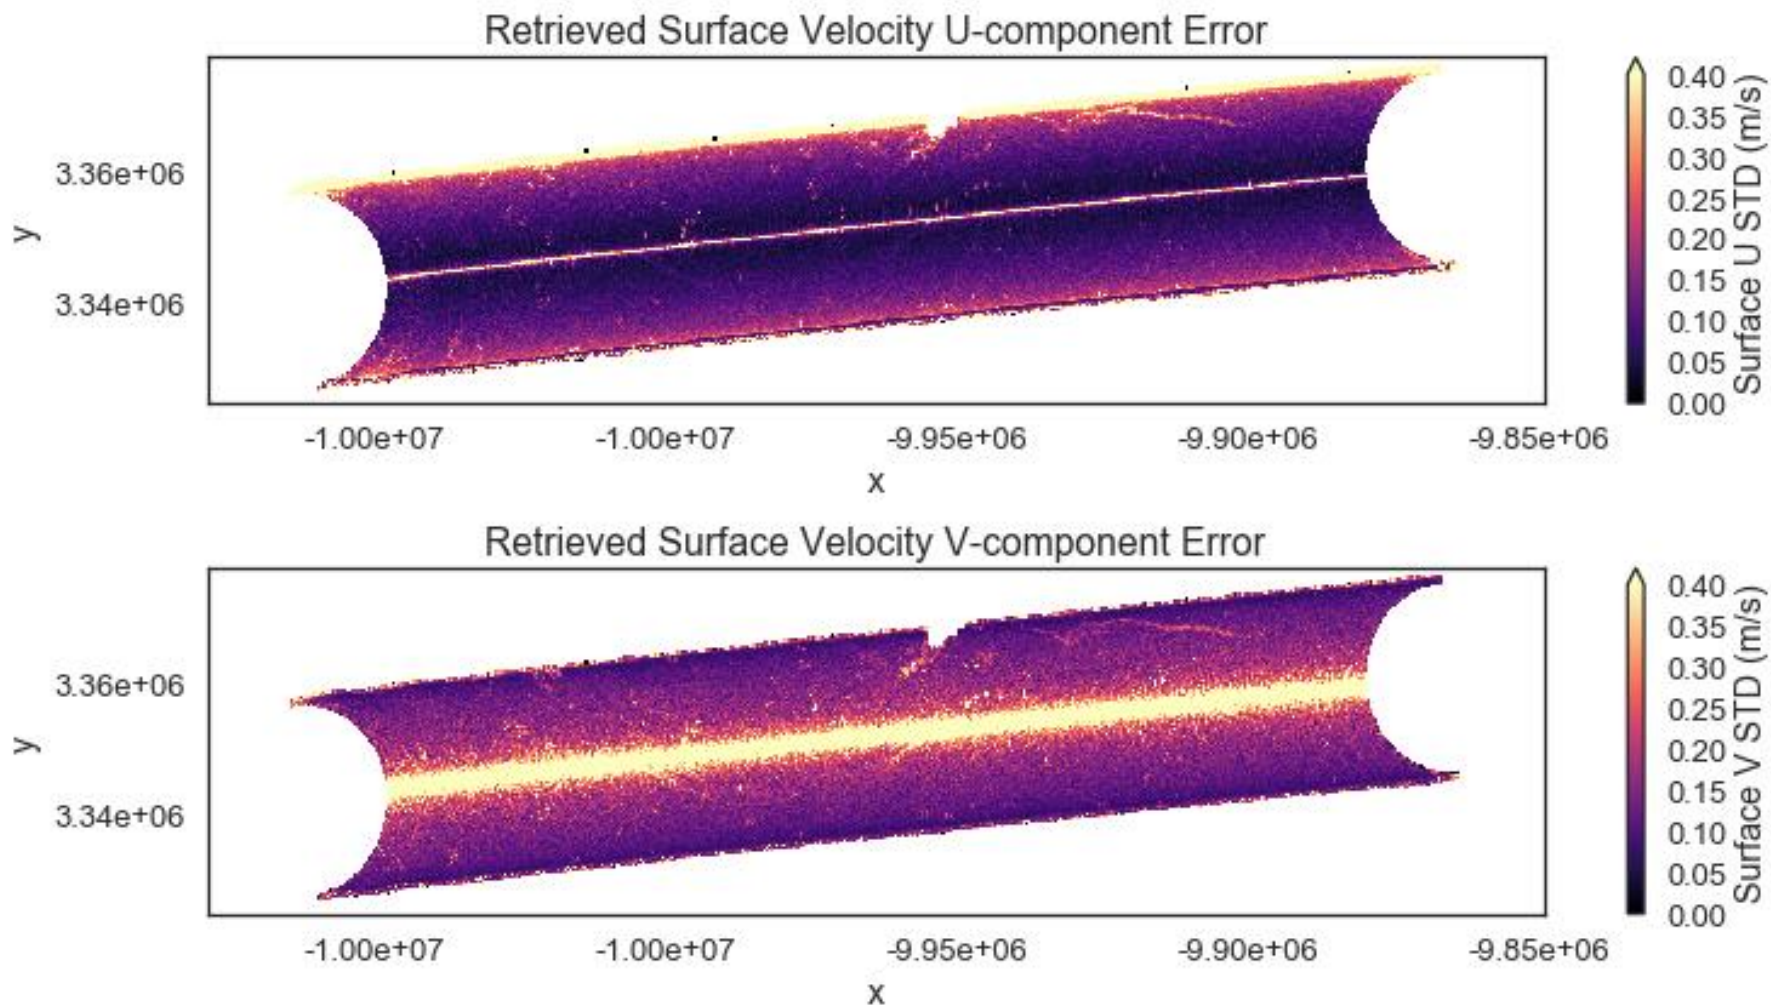 Retrieved Surface Velocity U-component Error
3.36e+06
3.34e+06
y
-1.00e+07 -1.00e+07 -9.95e+06 -9.90e+06 -9.85e+06
x
0.40
0.35
0.30
0.25
0.20
0.15
0.10
0.05
0.00
Surface U STD (m/s)
Retrieved Surface Velocity V-component Error
3.36e+06
3.34e+06
y
-1.00e+07 -1.00e+07 -9.95e+06 -9.90e+06 -9.85e+06
x
0.40
0.35
0.30
0.25
0.20
0.15
0.10
0.05
0.00
Surface V STD (m/s)